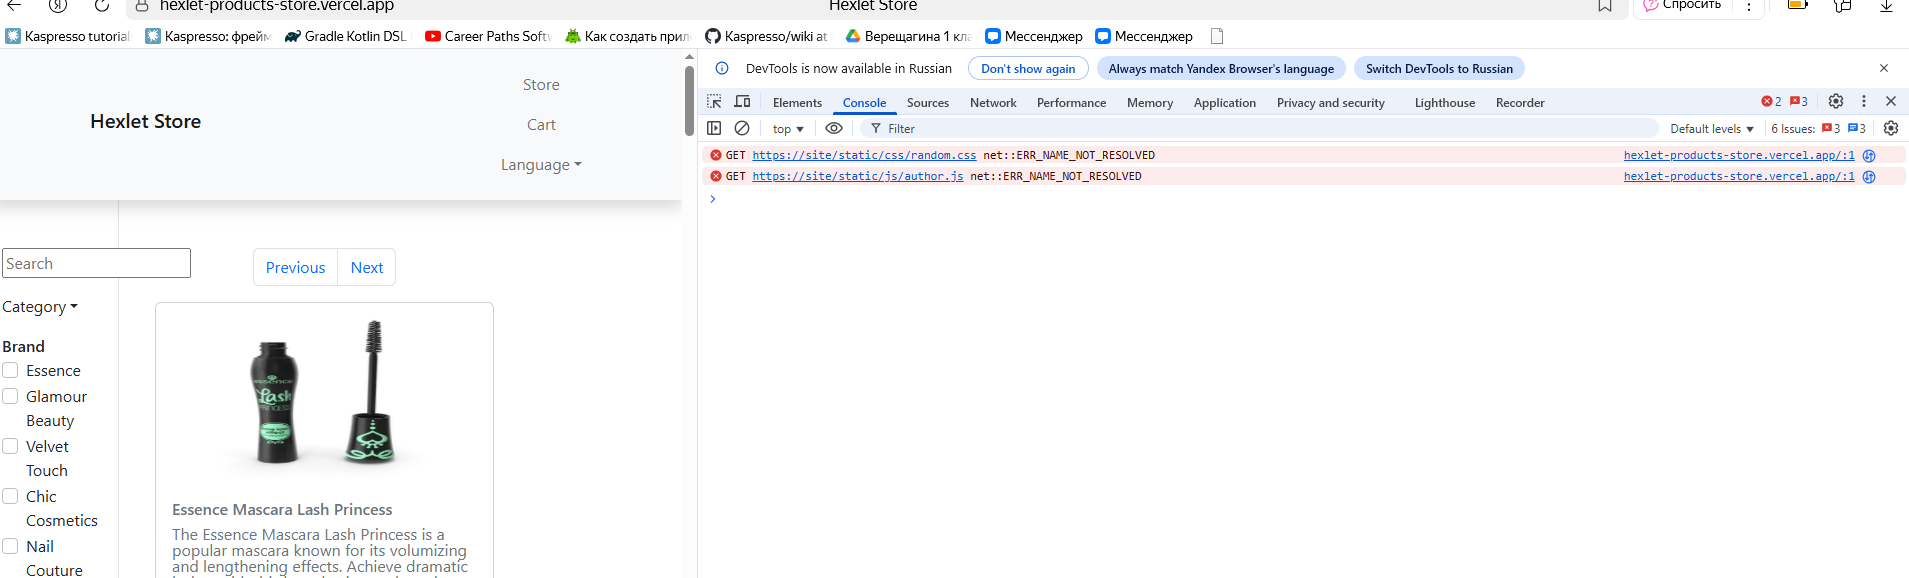 hexlet-products-store.vercel.app
Hexlet Store
Спросить
Kaspresso tutorial
Kaspresso: фрейм
Gradle Kotlin DSL
Career Paths Softw
Как создать прил
Kaspresso/wiki at
Верещагина 1 кла
Мессенджер
Мессенджер
Hexlet Store
Store
Cart
Language
Search
Previous
Next
Category
Brand
Essence
Glamour
Beauty
Velvet
Touch
Chic
Cosmetics
Nail
Couture
ESSENCE
Lash
PRINCESS
Essence Mascara Lash Princess
The Essence Mascara Lash Princess is a
popular mascara known for its volumizing
and lengthening effects. Achieve dramatic
DevTools is now available in Russian
Don't show again
Always match Yandex Browser's language
Switch DevTools to Russian
Elements
Console
Sources
Network
Performance
Memory
Application
Privacy and security
Lighthouse
Recorder
2
3
top
Filter
Default levels
6 Issues:
3
3
GET https://site/static/css/random.css net::ERR_NAME_NOT_RESOLVED
hexlet-products-store.vercel.app/:1
GET https://site/static/js/author.js net::ERR_NAME_NOT_RESOLVED
hexlet-products-store.vercel.app/:1